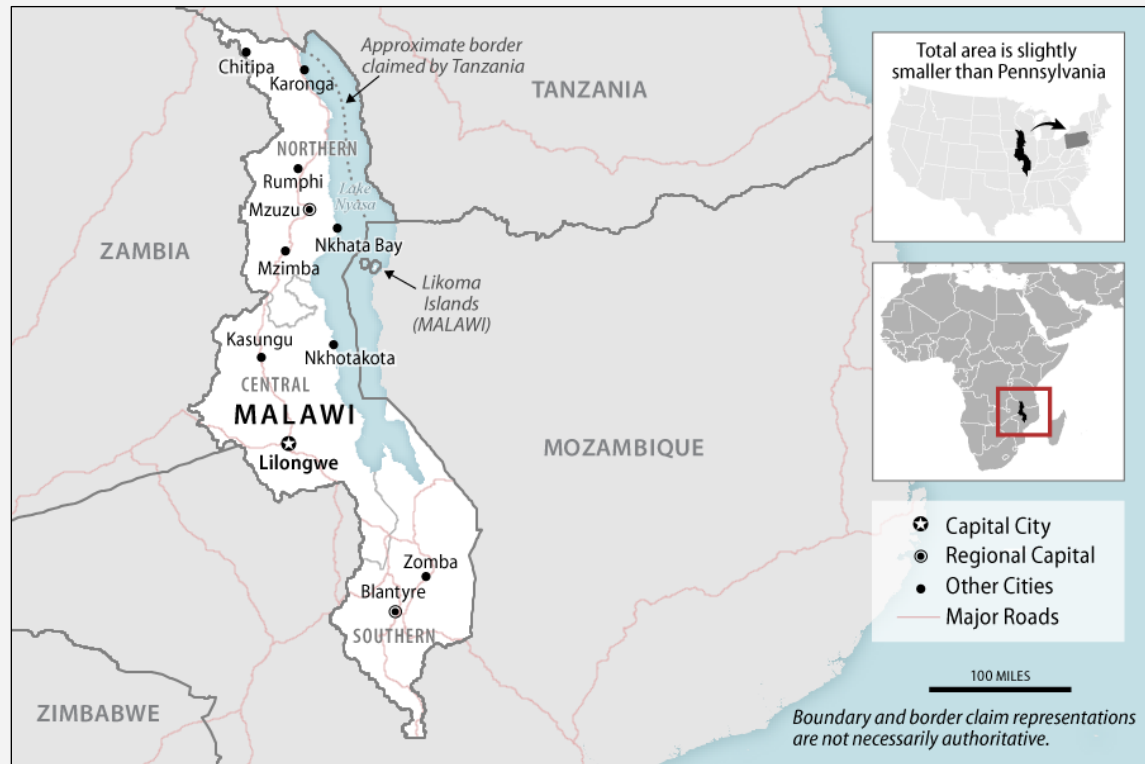 Approximate border
claimed by Tanzania
Chitipa
Karonga
TANZANIA
NORTHERN
Rumphi
Lake
Nyasa
Mzuzu
ZAMBIA
Nkhata Bay
Mzimba
Likoma
Islands
(MALAWI)
Kasungu
Nkhotakota
CENTRAL
MALAWI
Lilongwe
MOZAMBIQUE
Zomba
Blantyre
SOUTHERN
ZIMBABWE
Total area is slightly
smaller than Pennsylvania
Capital City
Regional Capital
Other Cities
Major Roads
100 MILES
Boundary and border claim representations
are not necessarily authoritative.